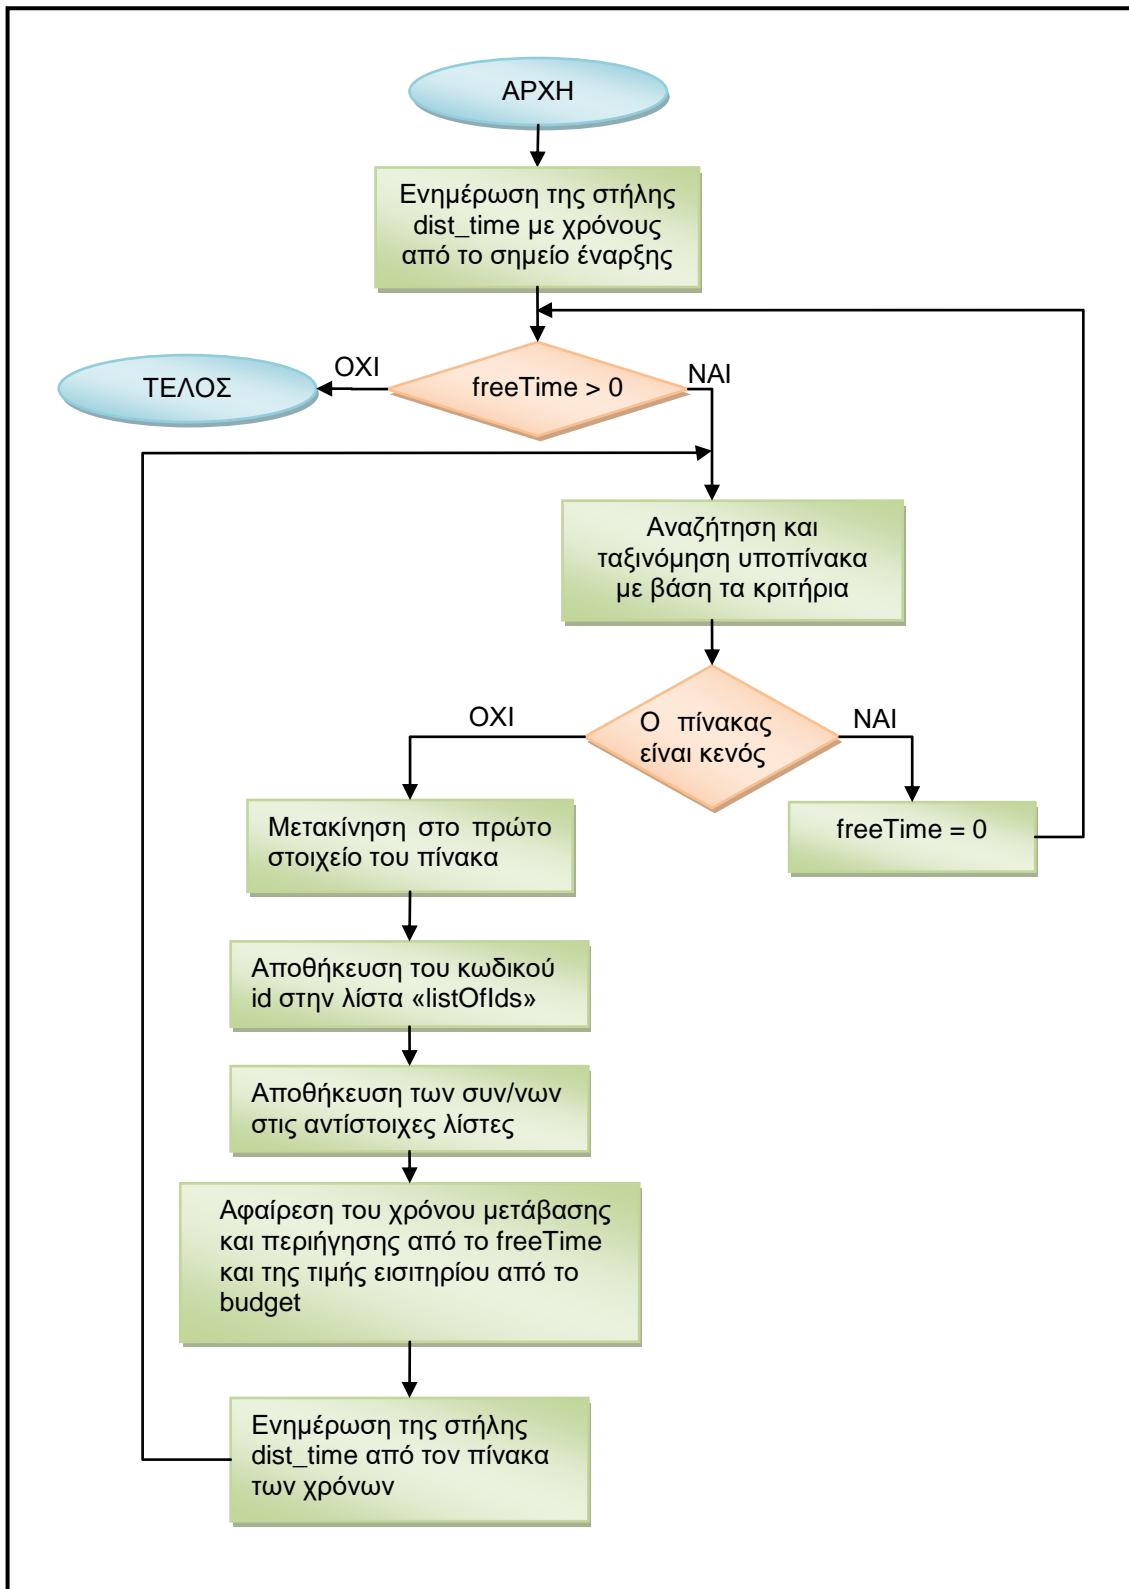 ΑΡΧΗ
Ενημέρωση της στήλης
dist_time με χρόνους
από το σημείο έναρξης
ΟΧΙ
ΝΑΙ
ΤΕΛΟΣ
freeTime > 0
Αναζήτηση και
ταξινόμηση υποπίνακα
με βάση τα κριτήρια
ΟΧΙ
ΝΑΙ
Ο πίνακας
είναι κενός
Μετακίνηση στο πρώτο
στοιχείο του πίνακα
freeTime = 0
Αποθήκευση του κωδικού
id στην λίστα «listOfIds»
Αποθήκευση των συν/νων
στις αντίστοιχες λίστες
Αφαίρεση του χρόνου μετάβασης
και περιήγησης από το freeTime
και της τιμής εισιτηρίου από το
budget
Ενημέρωση της στήλης
dist_time από τον πίνακα
των χρόνων